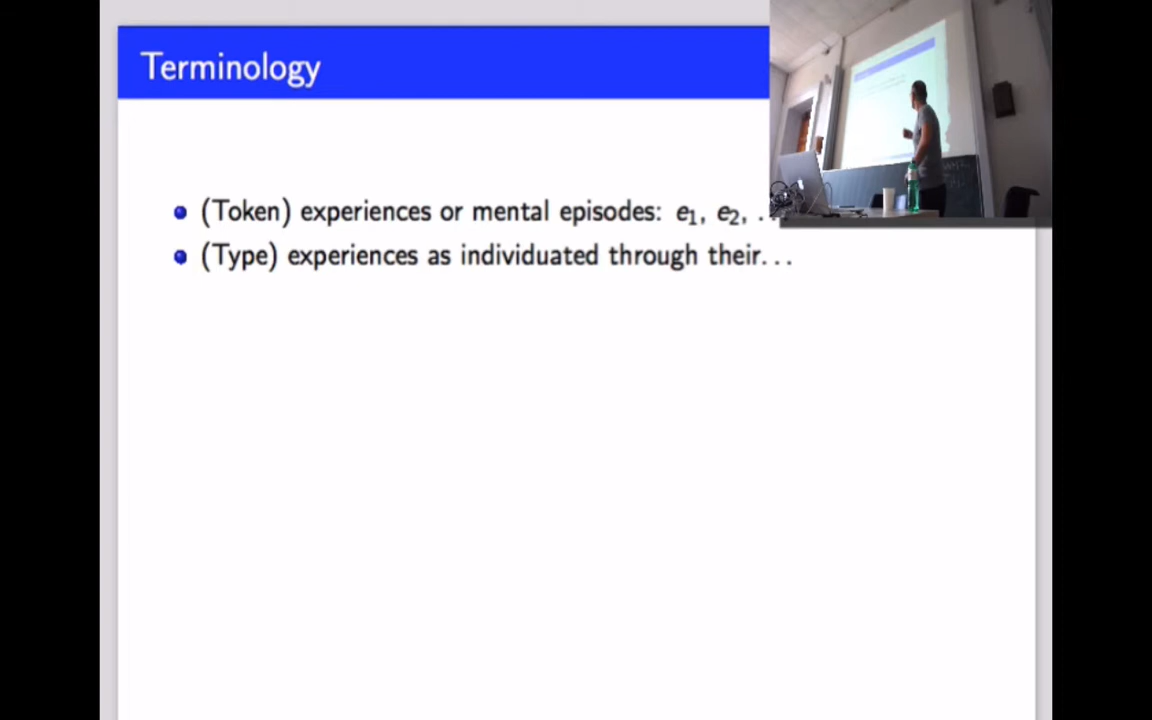 Terminology
(Token) experiences or mental episodes: e₁, e₂, ...
(Type) experiences as individuated through their...